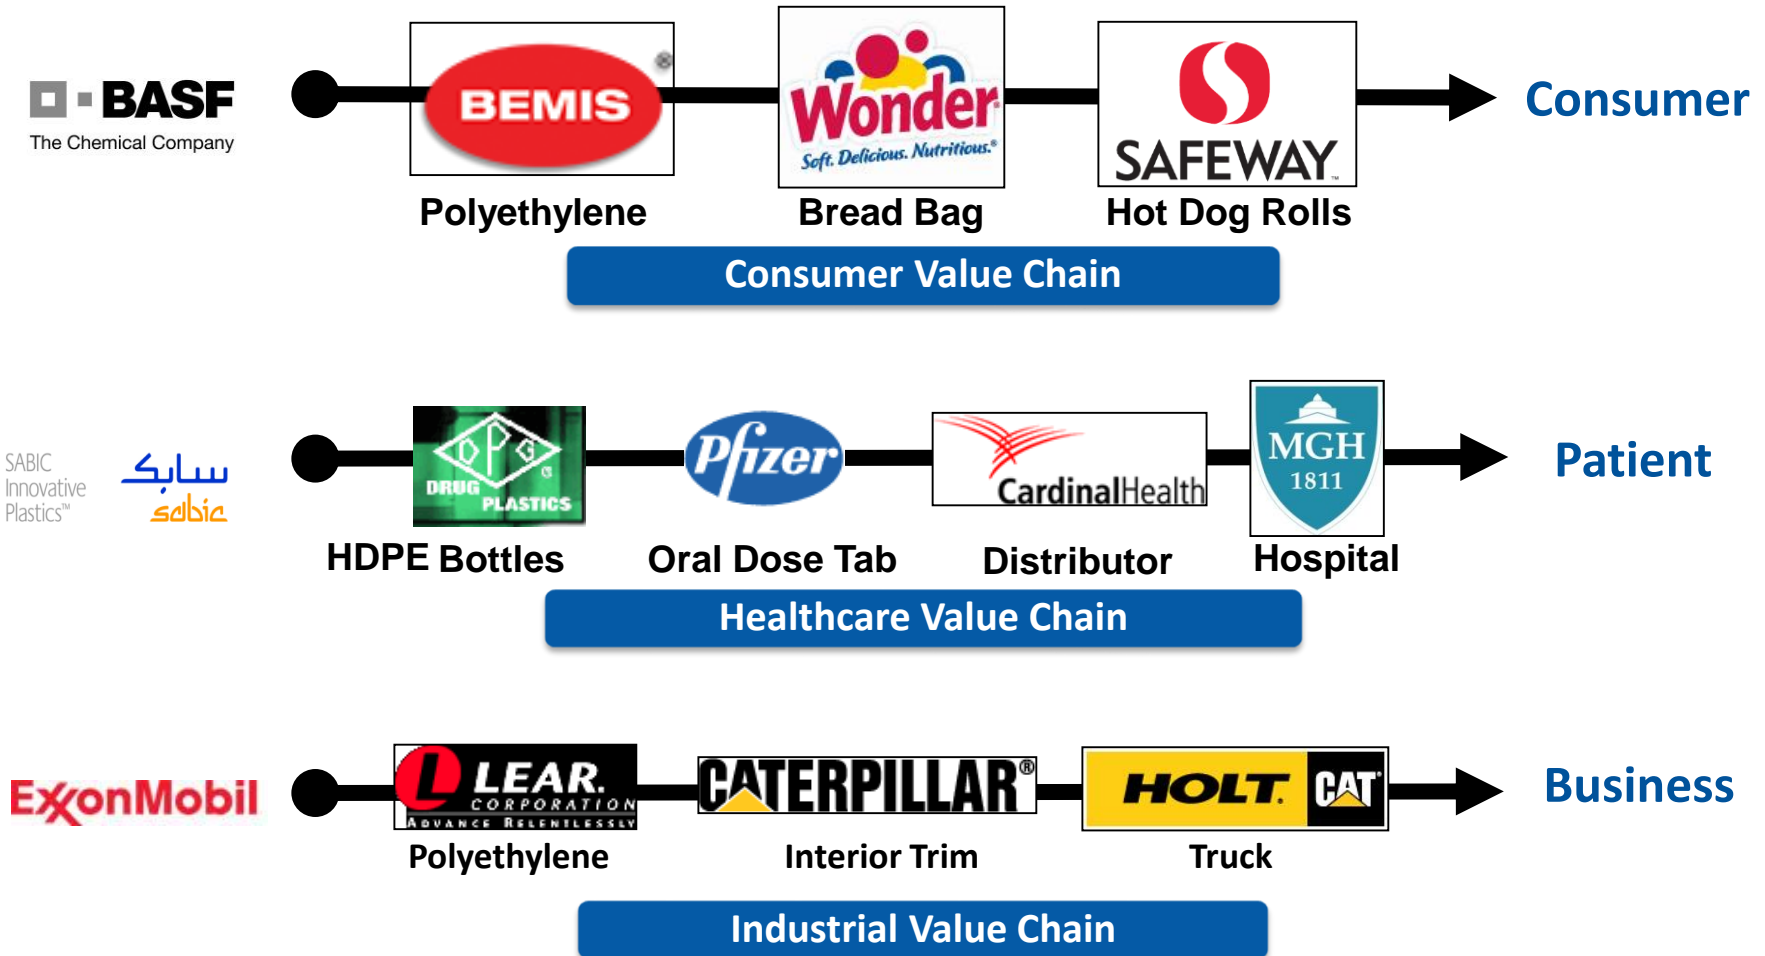 BASF
The Chemical Company
BEMIS®
Wonder®
Soft. Delicious. Nutritious.®
SAFEWAY™
Consumer
Polyethylene
Bread Bag
Hot Dog Rolls
Consumer Value Chain
SABIC
Innovative
Plastics™
سابك
sabic
D P G
DRUG
PLASTICS
Pfizer
CardinalHealth
MGH
1811
Patient
HDPE Bottles
Oral Dose Tab
Distributor
Hospital
Healthcare Value Chain
ExxonMobil
L LEAR.
CORPORATION
ADVANCE RELENTLESSLY
CATERPILLAR®
HOLT. CAT
Business
Polyethylene
Interior Trim
Truck
Industrial Value Chain